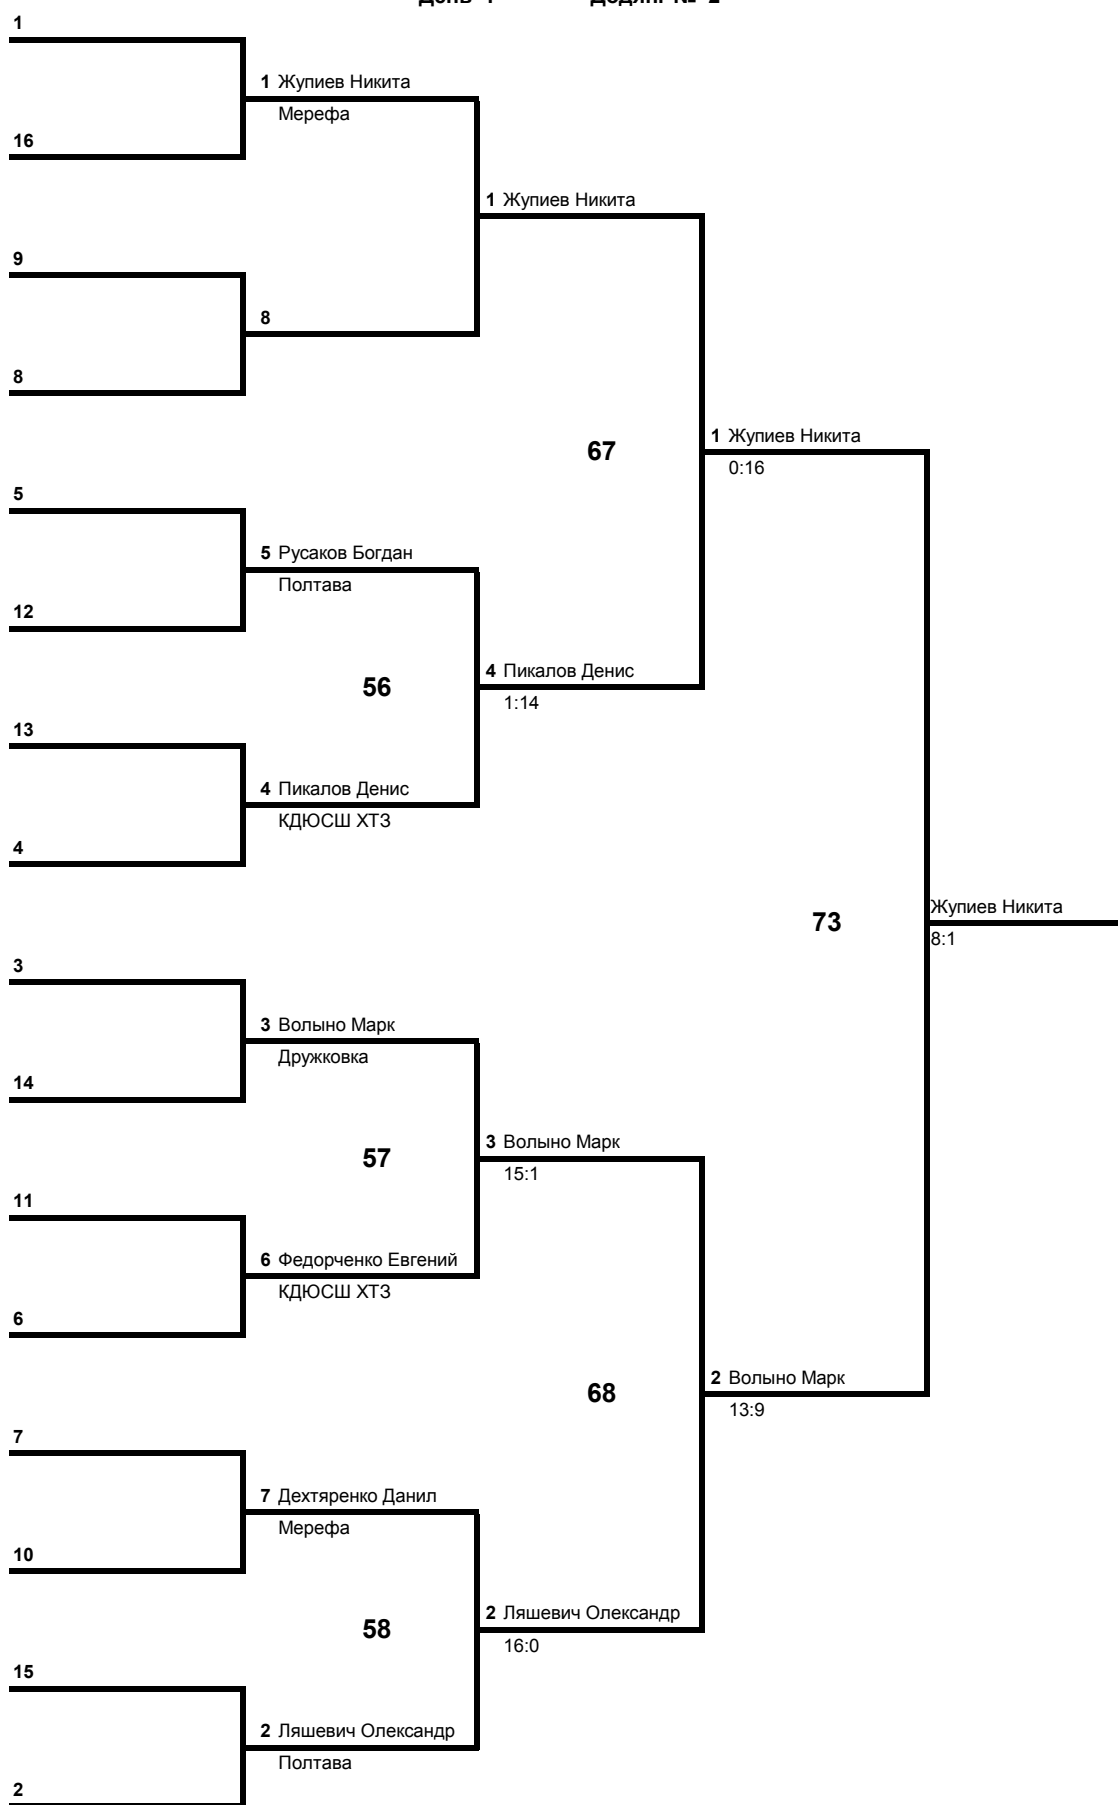 1
1 Жупиев Никита
Мерефа
16
1 Жупиев Никита
9
8
8
1 Жупиев Никита
67
0:16
5
5 Русаков Богдан
Полтава
12
4 Пикалов Денис
56
1:14
13
4 Пикалов Денис
КДЮСШ ХТЗ
4
Жупиев Никита
73
8:1
3
3 Волыно Марк
Дружковка
14
3 Волыно Марк
57
15:1
11
6 Федорченко Евгений
КДЮСШ ХТЗ
6
2 Волыно Марк
68
13:9
7
7 Дехтяренко Данил
Мерефа
10
2 Ляшевич Олександр
58
16:0
15
2 Ляшевич Олександр
Полтава
2